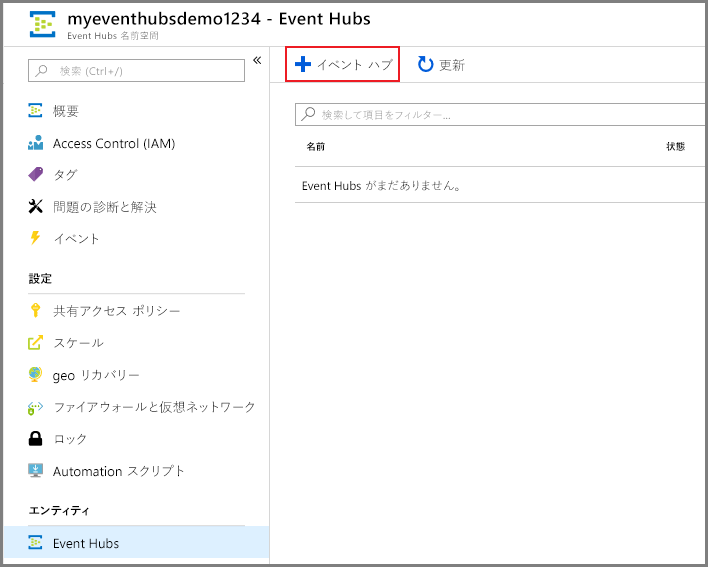 myeventhubsdemo1234 - Event Hubs
Event Hubs 名前空間
検索 (Ctrl+/)
«
概要
Access Control (IAM)
タグ
問題の診断と解決
イベント
設定
共有アクセス ポリシー
スケール
geo リカバリー
ファイアウォールと仮想ネットワーク
ロック
Automation スクリプト
エンティティ
Event Hubs
イベント ハブ
更新
検索して項目をフィルター...
名前 状態
Event Hubs がまだありません。